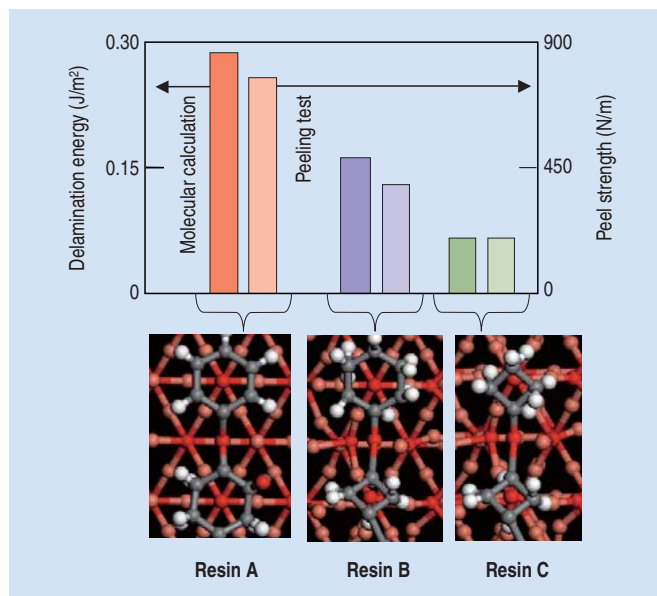 0.30
900
Delamination energy (J/m²)
Molecular calculation
Peeling test
Peel strength (N/m)
0.15
450
0
0
Resin A
Resin B
Resin C